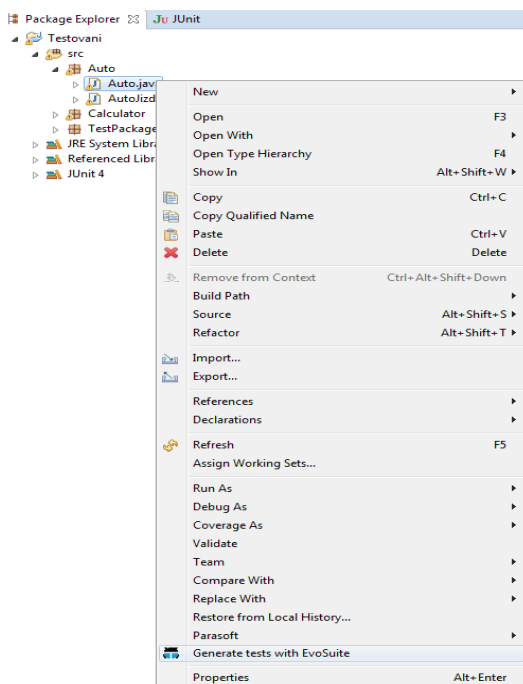 Package Explorer JUnit
Testovani
src
Auto
Auto.jav
AutoJizd
Calculator
TestPackage
JRE System Libr
Referenced Libr
JUnit 4
New
Open F3
Open With
Open Type Hierarchy F4
Show In Alt+Shift+W
Copy Ctrl+C
Copy Qualified Name
Paste Ctrl+V
Delete Delete
Remove from Context Ctrl+Alt+Shift+Down
Build Path
Source Alt+Shift+S
Refactor Alt+Shift+T
Import...
Export...
References
Declarations
Refresh F5
Assign Working Sets...
Run As
Debug As
Coverage As
Validate
Team
Compare With
Replace With
Restore from Local History...
Parasoft
Generate tests with EvoSuite
Properties Alt+Enter